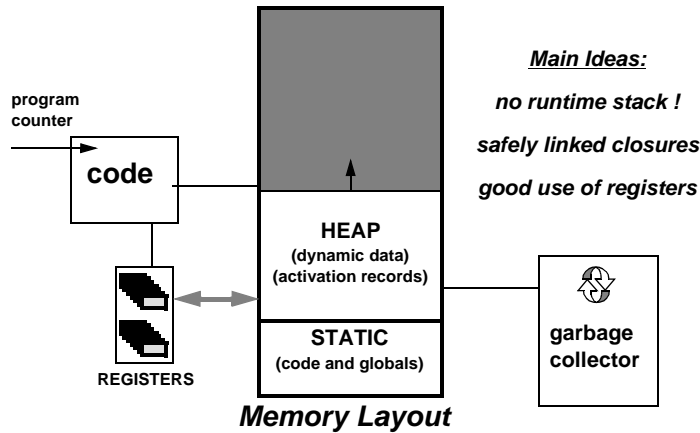 Main Ideas:
no runtime stack !
safely linked closures
good use of registers
program
counter
code
HEAP
(dynamic data)
(activation records)
STATIC
(code and globals)
REGISTERS
garbage
collector
Memory Layout